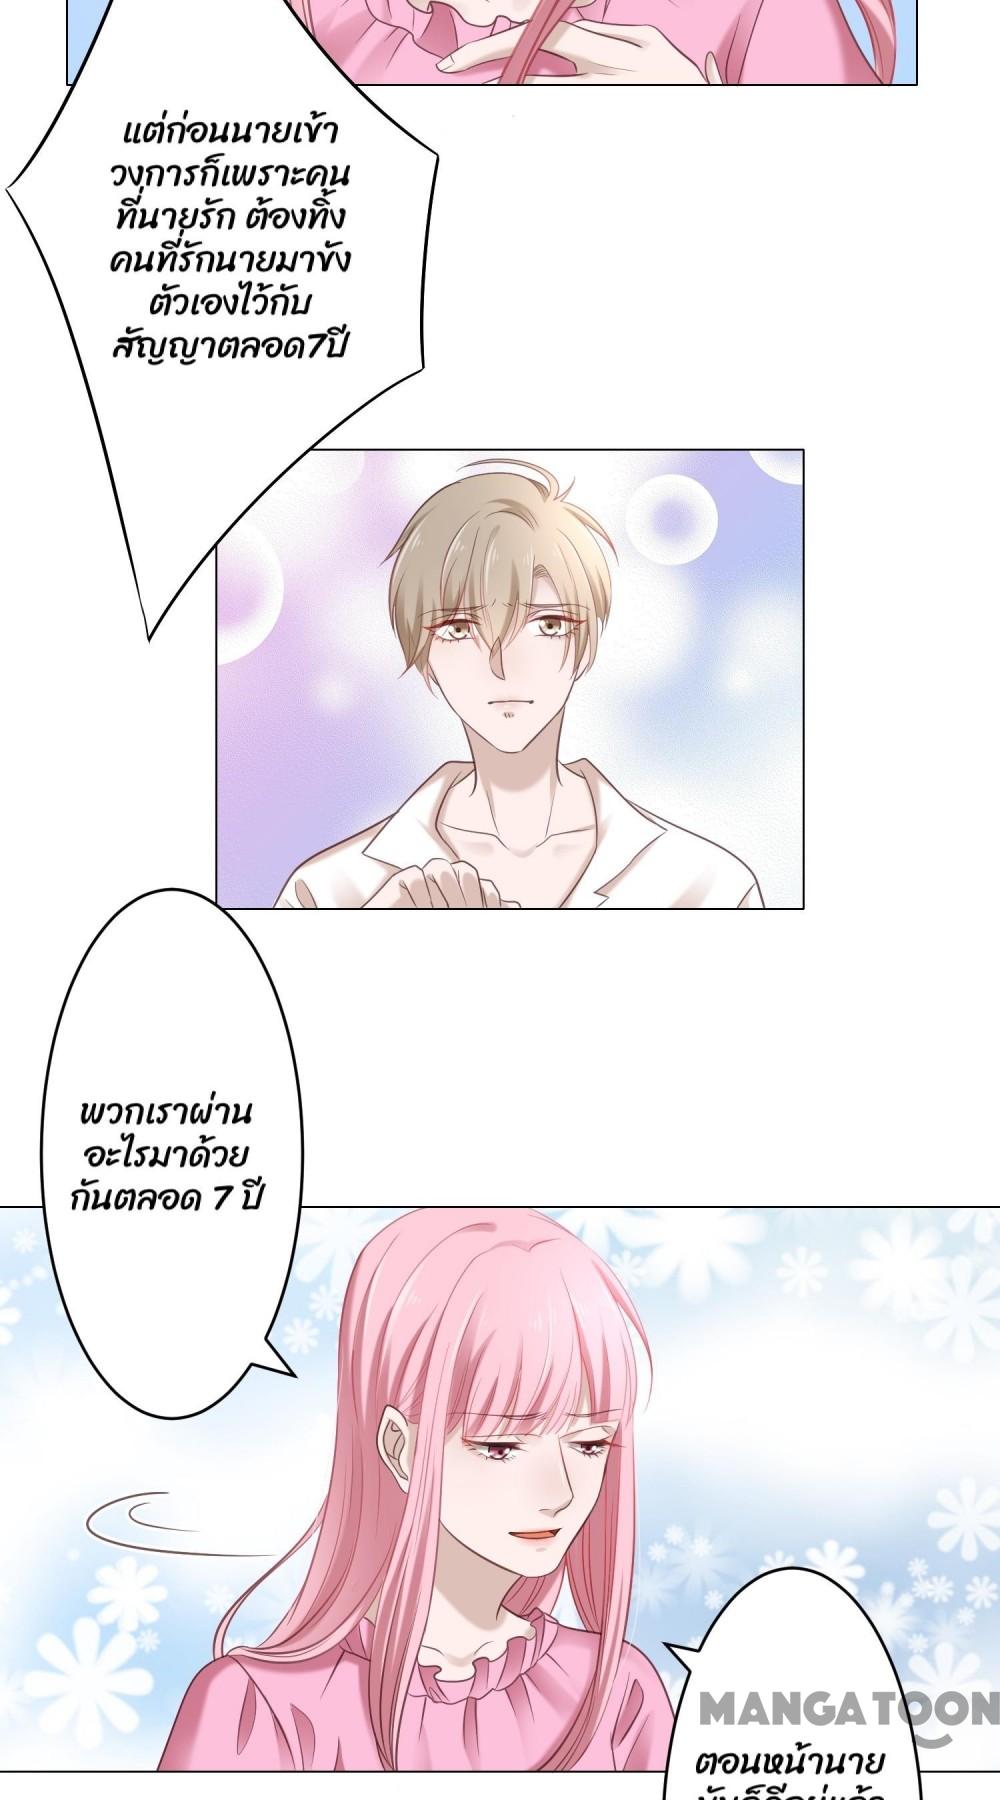 แต่ก่อนนายเข้า
วงการก็เพราะคน
ที่นายรัก ต้องทิ้ง
คนที่รักนายมาขัง
ตัวเองไว้กับ
สัญญาตลอด7ปี
พวกเราผ่าน
อะไรมาด้วย
กันตลอด 7 ปี
MANGATOON
ตอนหน้านาย